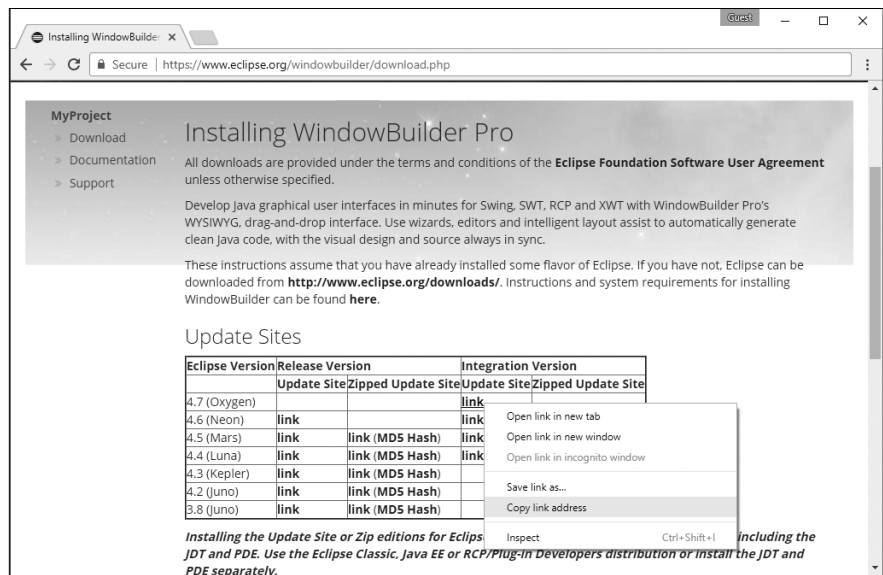 Guest
Installing WindowBuilder
Secure | https://www.eclipse.org/windowbuilder/download.php
MyProject
» Download
» Documentation
» Support
Installing WindowBuilder Pro
All downloads are provided under the terms and conditions of the Eclipse Foundation Software User Agreement
unless otherwise specified.
Develop Java graphical user interfaces in minutes for Swing, SWT, RCP and XWT with WindowBuilder Pro's
WYSIWYG, drag-and-drop interface. Use wizards, editors and intelligent layout assist to automatically generate
clean Java code, with the visual design and source always in sync.
These instructions assume that you have already installed some flavor of Eclipse. If you have not, Eclipse can be
downloaded from http://www.eclipse.org/downloads/. Instructions and system requirements for installing
WindowBuilder can be found here.
Update Sites
Eclipse Version Release Version Integration Version
Update Site Zipped Update Site Update Site Zipped Update Site
4.7 (Oxygen) link
4.6 (Neon) link link
4.5 (Mars) link link (MD5 Hash) link
4.4 (Luna) link link (MD5 Hash) link
4.3 (Kepler) link link (MD5 Hash)
4.2 (Juno) link link (MD5 Hash)
3.8 (Juno) link link (MD5 Hash)
Open link in new tab
Open link in new window
Open link in incognito window
Save link as...
Copy link address
Inspect Ctrl+Shift+I
Installing the Update Site or Zip editions for Eclips including the
JDT and PDE. Use the Eclipse Classic, Java EE or RCP/Plug-in Developers distribution or install the JDT and
PDE separately.